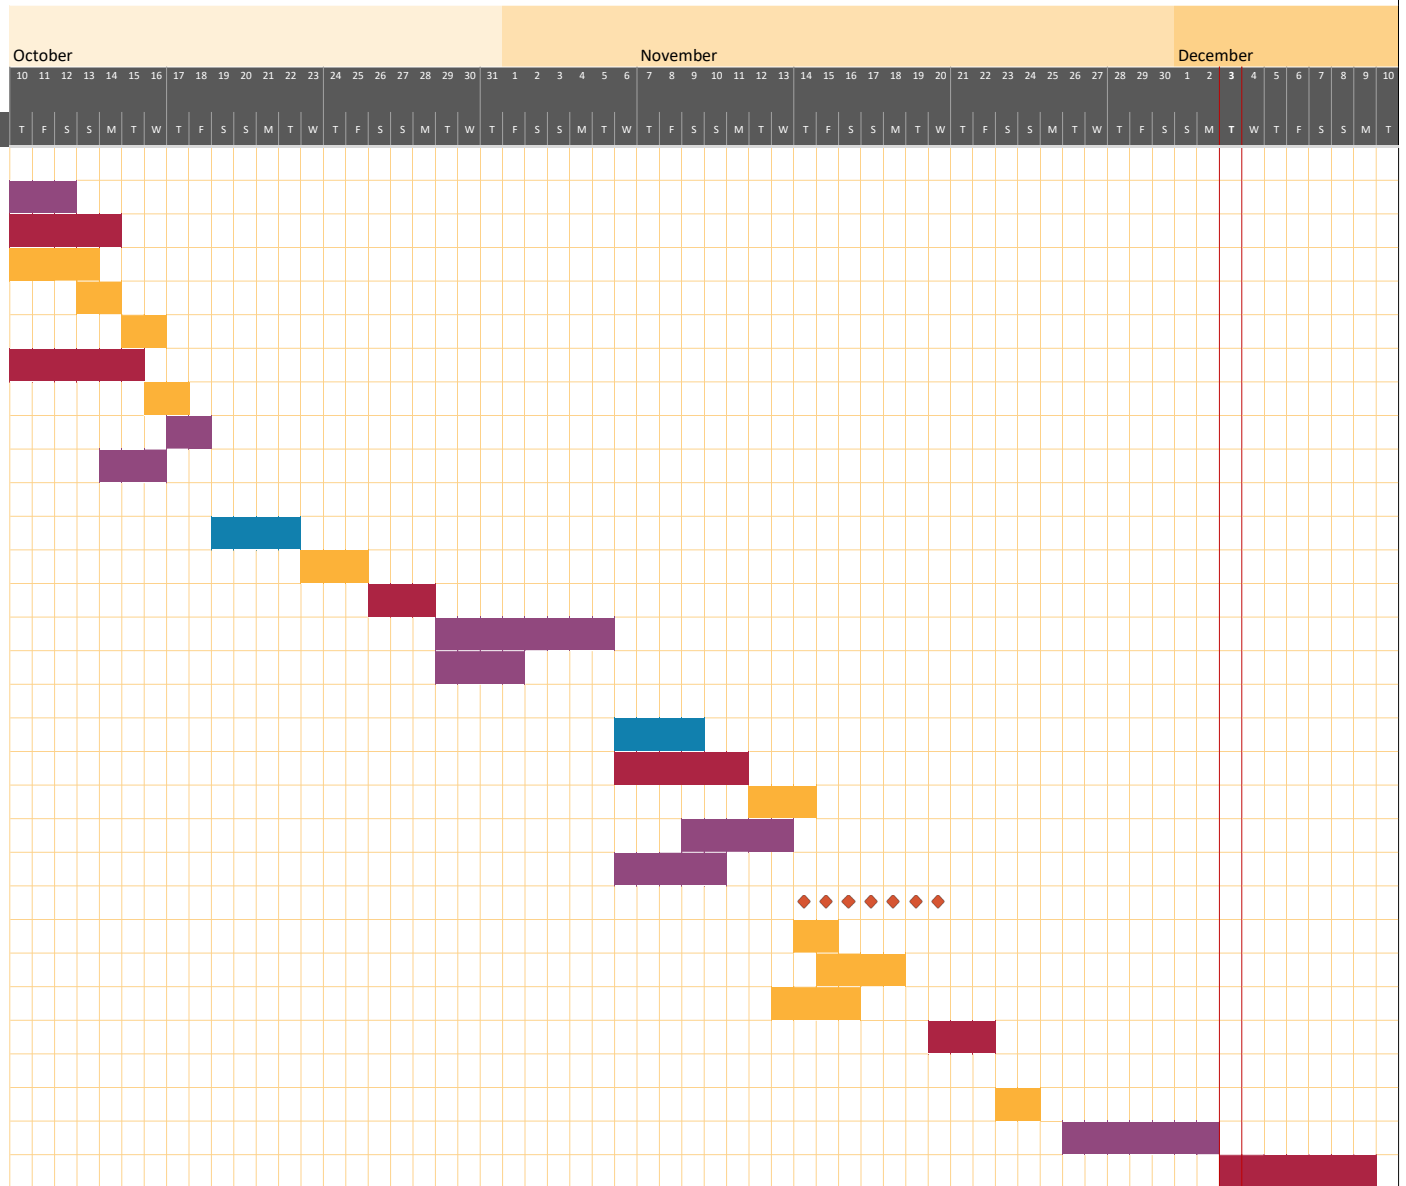 October November December
10 11 12 13 14 15 16 17 18 19 20 21 22 23 24 25 26 27 28 29 30 31 1 2 3 4 5 6 7 8 9 10 11 12 13 14 15 16 17 18 19 20 21 22 23 24 25 26 27 28 29 30 1 2 3 4 5 6 7 8 9 10
T F S S M T W T F S S M T W T F S S M T W T F S S M T W T F S S M T W T F S S M T W T F S S M T W T F S S M T W T F S S M T